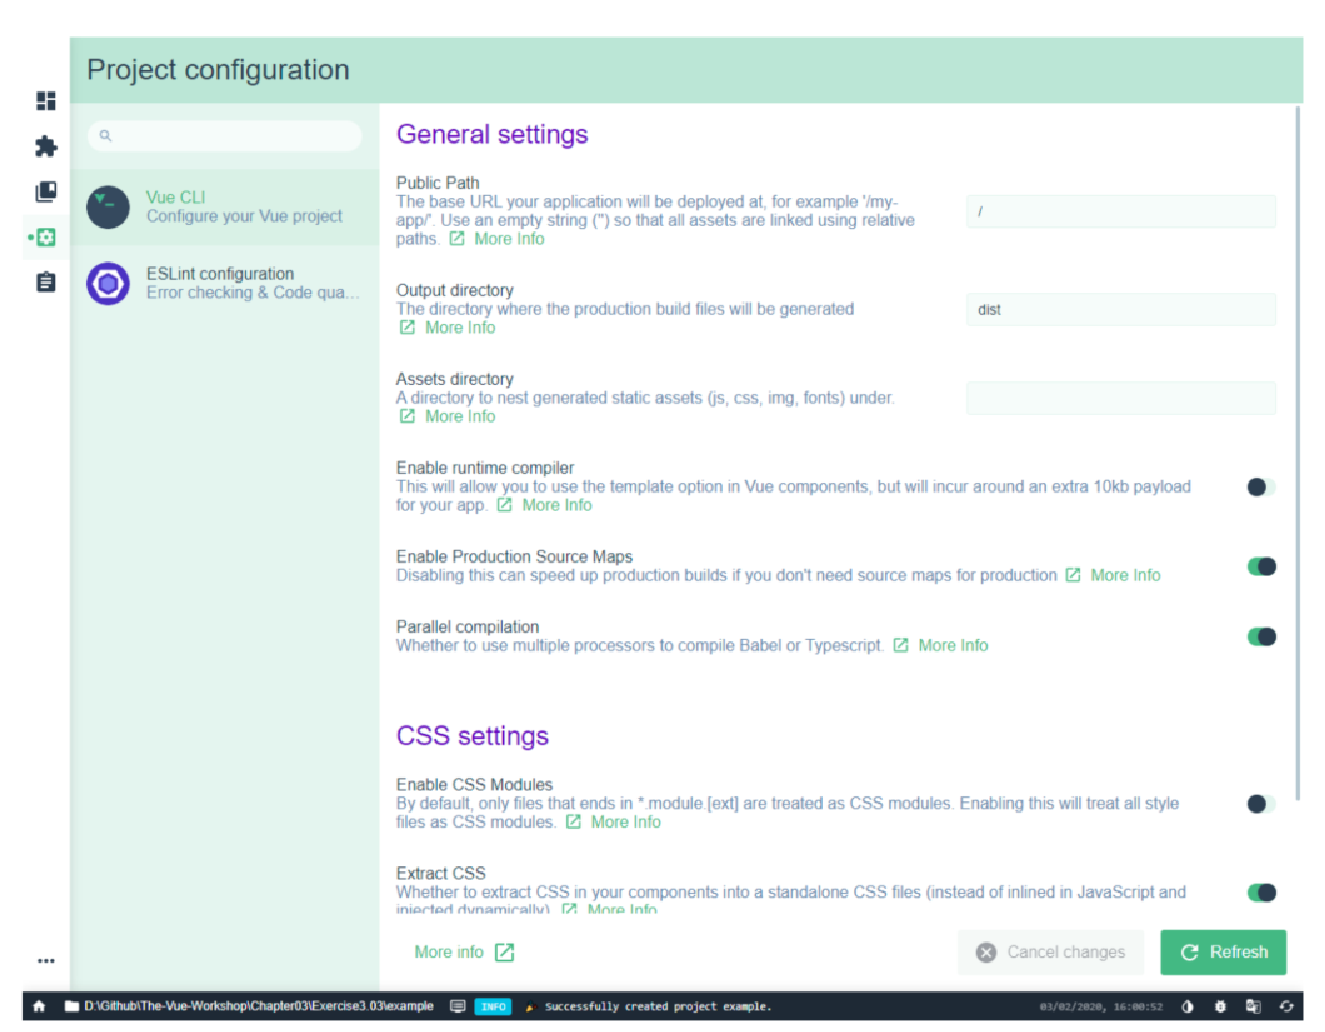 Project configuration
Vue CLI
Configure your Vue project
ESLint configuration
Error checking & Code qua...
General settings
Public Path
The base URL your application will be deployed at, for example '/my-
app/'. Use an empty string ('') so that all assets are linked using relative
paths. More Info
/
Output directory
The directory where the production build files will be generated
More Info
dist
Assets directory
A directory to nest generated static assets (js, css, img, fonts) under.
More Info
Enable runtime compiler
This will allow you to use the template option in Vue components, but will incur around an extra 10kb payload
for your app. More Info
Enable Production Source Maps
Disabling this can speed up production builds if you don't need source maps for production More Info
Parallel compilation
Whether to use multiple processors to compile Babel or Typescript. More Info
CSS settings
Enable CSS Modules
By default, only files that ends in *.module.[ext] are treated as CSS modules. Enabling this will treat all style
files as CSS modules. More Info
Extract CSS
Whether to extract CSS in your components into a standalone CSS files (instead of inlined in JavaScript and
injected dynamically). More Info
More info
Cancel changes
Refresh
D:\Github\The-Vue-Workshop\Chapter03\Exercise3.03\example
INFO
Successfully created project example.
03/02/2020, 16:00:52